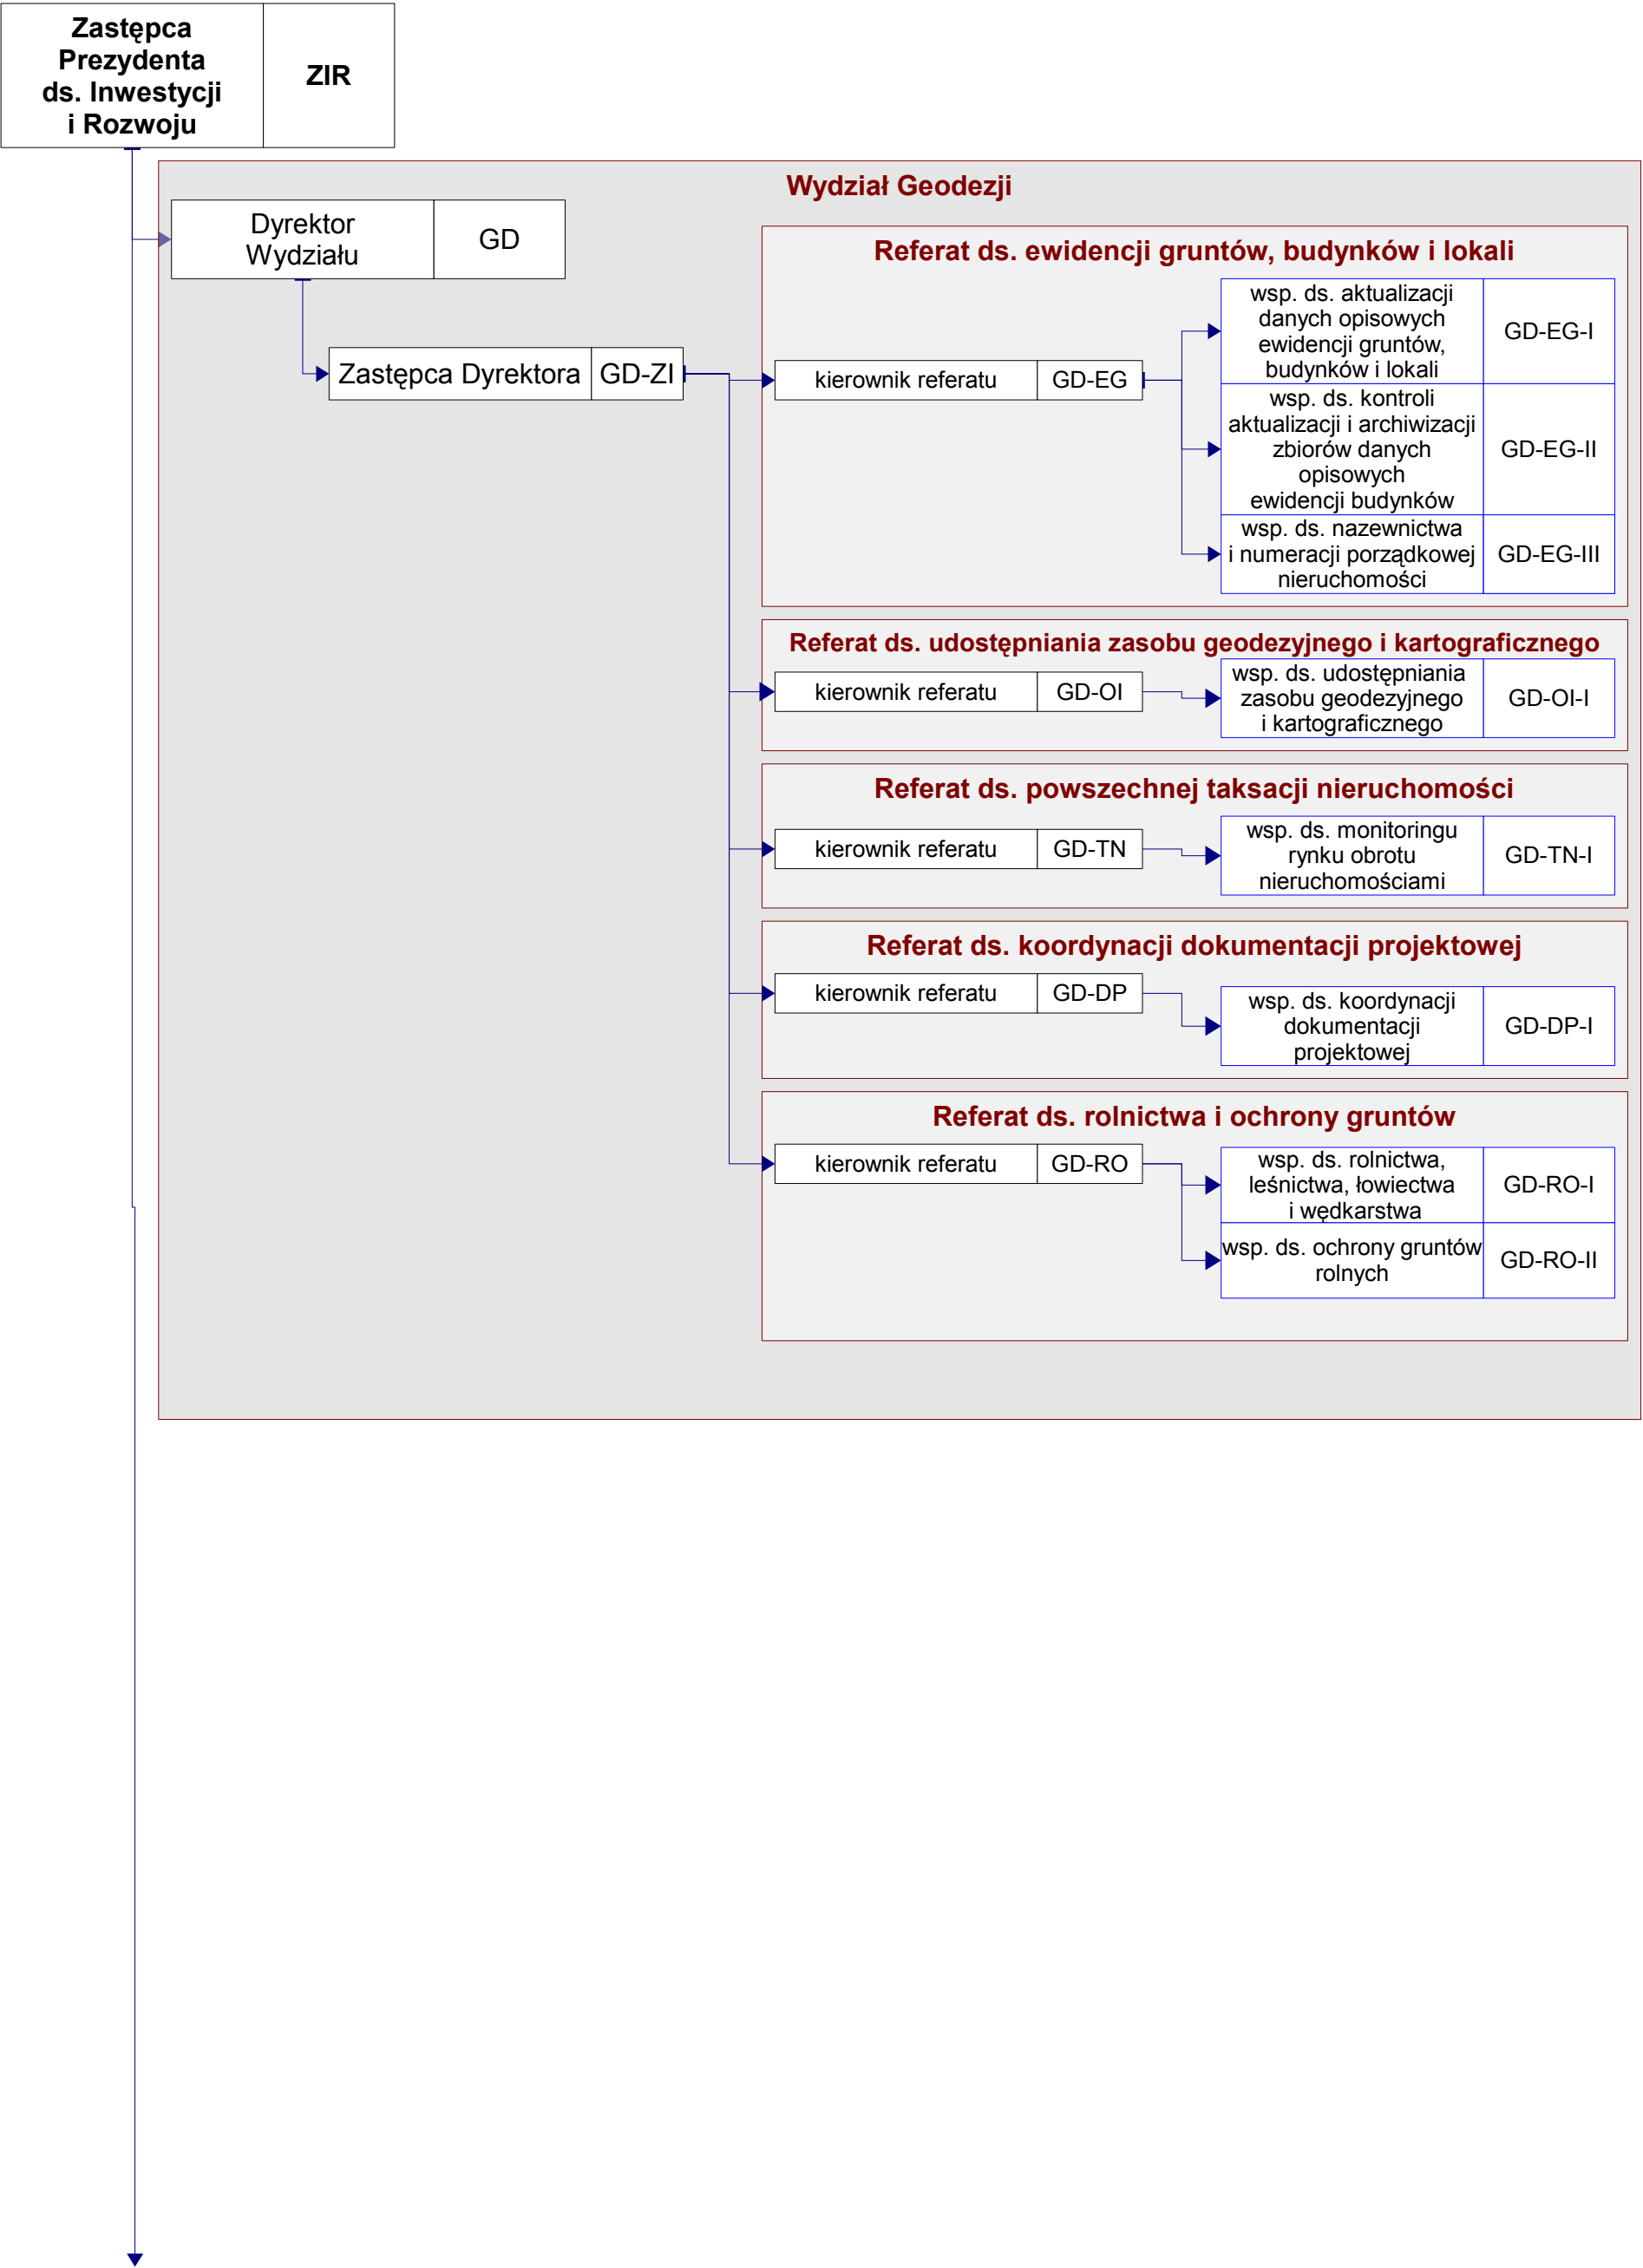 Zastępca
Prezydenta
ds. Inwestycji
i Rozwoju
ZIR
Wydział Geodezji
Dyrektor
Wydziału
GD
Zastępca Dyrektora
GD-ZI
Referat ds. ewidencji gruntów, budynków i lokali
kierownik referatu
GD-EG
wsp. ds. aktualizacji
danych opisowych
ewidencji gruntów,
budynków i lokali
GD-EG-I
wsp. ds. kontroli
aktualizacji i archiwizacji
zbiorów danych
opisowych
ewidencji budynków
GD-EG-II
wsp. ds. nazewnictwa
i numeracji porządkowej
nieruchomości
GD-EG-III
Referat ds. udostępniania zasobu geodezyjnego i kartograficznego
kierownik referatu
GD-OI
wsp. ds. udostępniania
zasobu geodezyjnego
i kartograficznego
GD-OI-I
Referat ds. powszechnej taksacji nieruchomości
kierownik referatu
GD-TN
wsp. ds. monitoringu
rynku obrotu
nieruchomościami
GD-TN-I
Referat ds. koordynacji dokumentacji projektowej
kierownik referatu
GD-DP
wsp. ds. koordynacji
dokumentacji
projektowej
GD-DP-I
Referat ds. rolnictwa i ochrony gruntów
kierownik referatu
GD-RO
wsp. ds. rolnictwa,
leśnictwa, łowiectwa
i wędkarstwa
GD-RO-I
wsp. ds. ochrony gruntów
rolnych
GD-RO-II